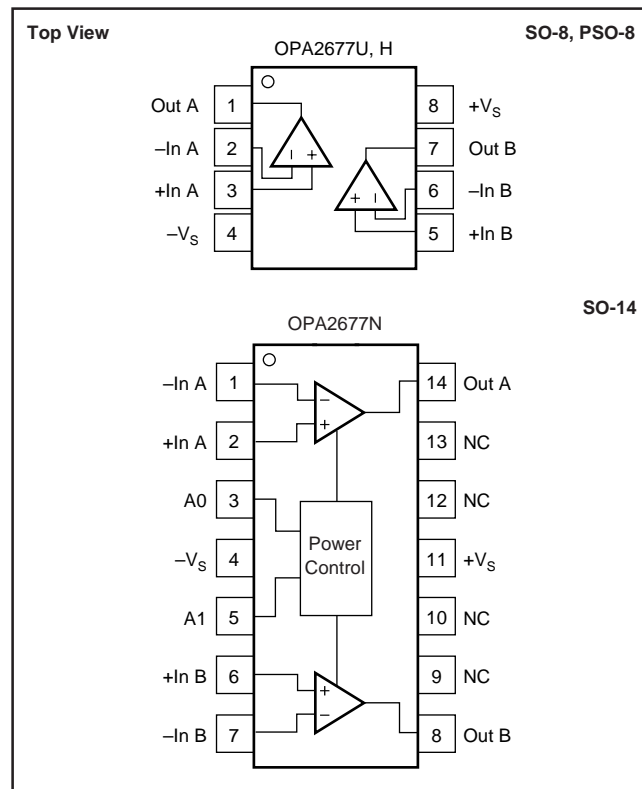 Top View SO-8, PSO-8
OPA2677U, H
Out A 1 8 +VS
–In A 2 7 Out B
+In A 3 6 –In B
–VS 4 5 +In B
– +
+ –
SO-14
OPA2677N
–In A 1 14 Out A
–
+
+In A 2 13 NC
A0 3 12 NC
Power
Control
–VS 4 11 +VS
A1 5 10 NC
+In B 6 9 NC
+
–
–In B 7 8 Out B